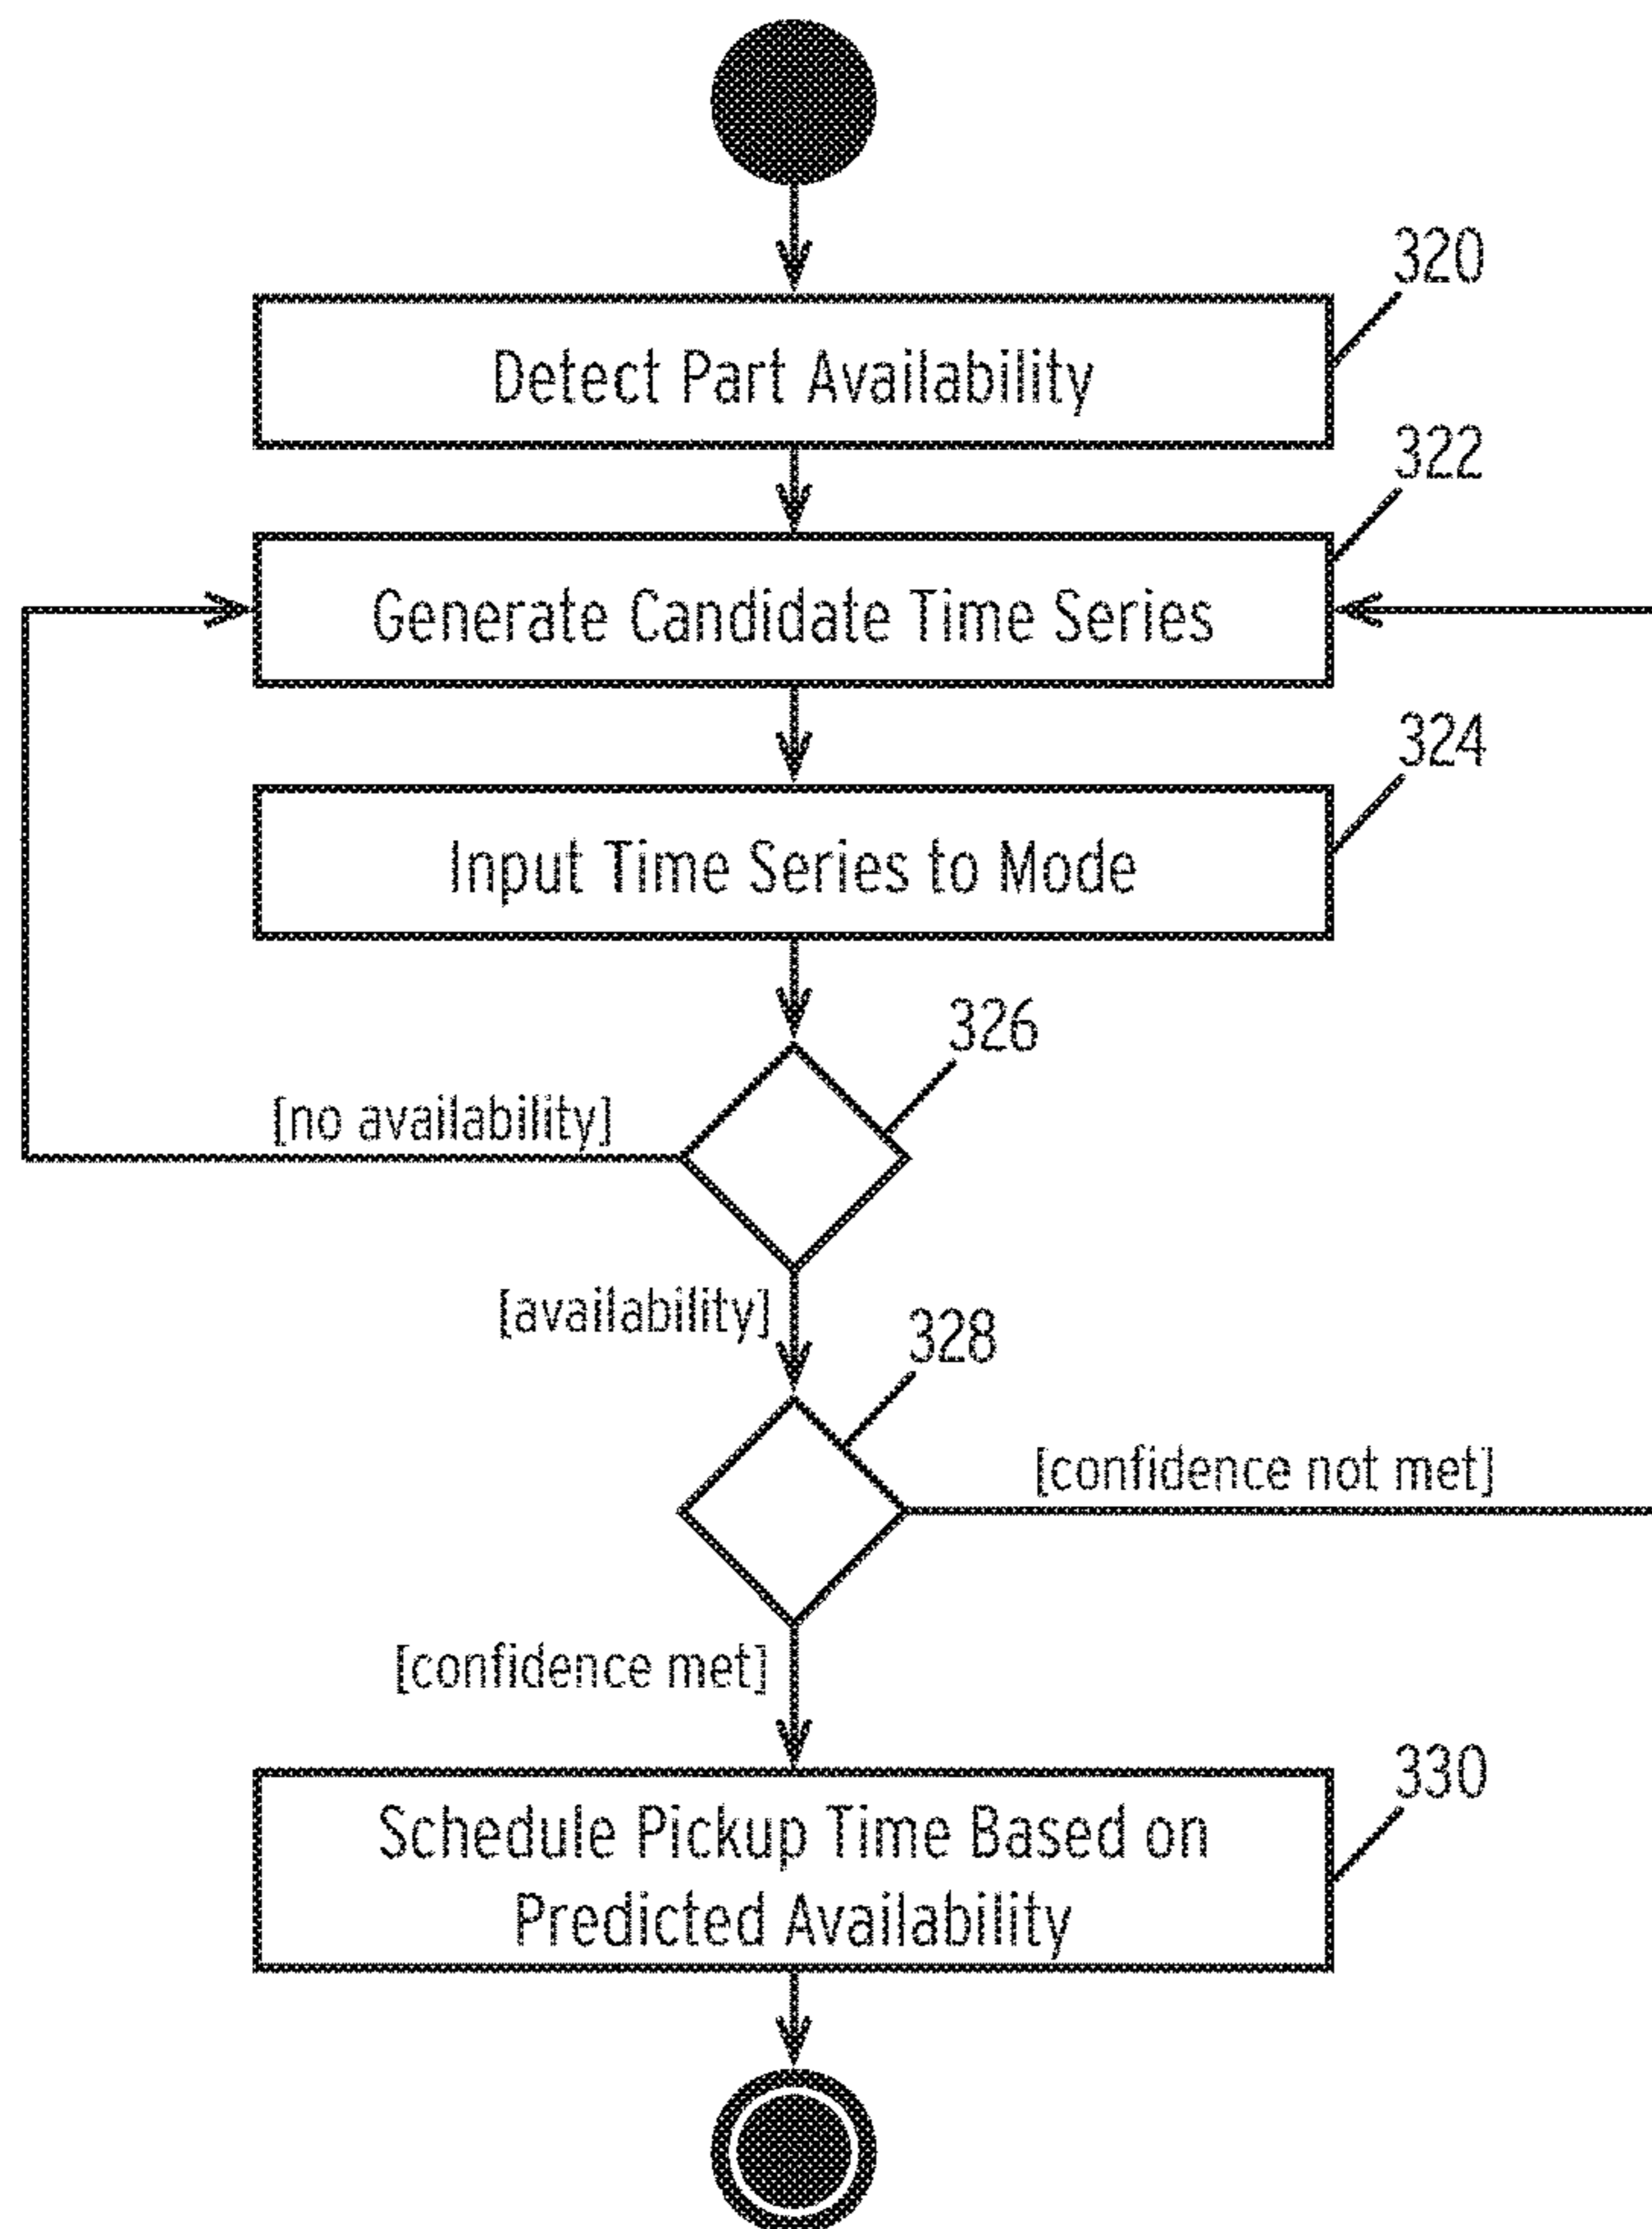 320
Detect Part Availability
322
Generate Candidate Time Series
324
Input Time Series to Mode
326
[no availability]
[availability]
328
[confidence not met]
[confidence met]
330
Schedule Pickup Time Based on
Predicted Availability